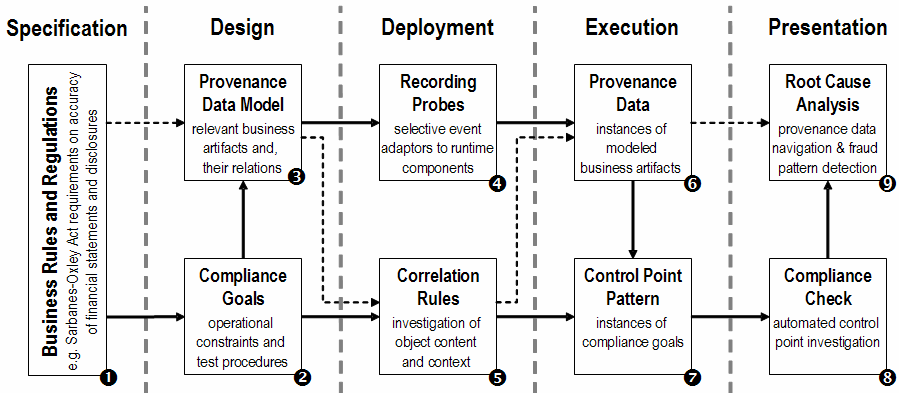 Specification
Design
Deployment
Execution
Presentation
Business Rules and Regulations
e.g. Sarbanes-Oxley Act requirements on accuracy
of financial statements and disclosures
1
Provenance
Data Model
relevant business
artifacts and,
their relations
3
Compliance
Goals
operational
constraints and
test procedures
2
Recording
Probes
selective event
adaptors to runtime
components
4
Correlation
Rules
investigation of
object content
and context
5
Provenance
Data
instances of
modeled
business artifacts
6
Control Point
Pattern
instances of
compliance goals
7
Root Cause
Analysis
provenance data
navigation & fraud
pattern detection
9
Compliance
Check
automated control
point investigation
8